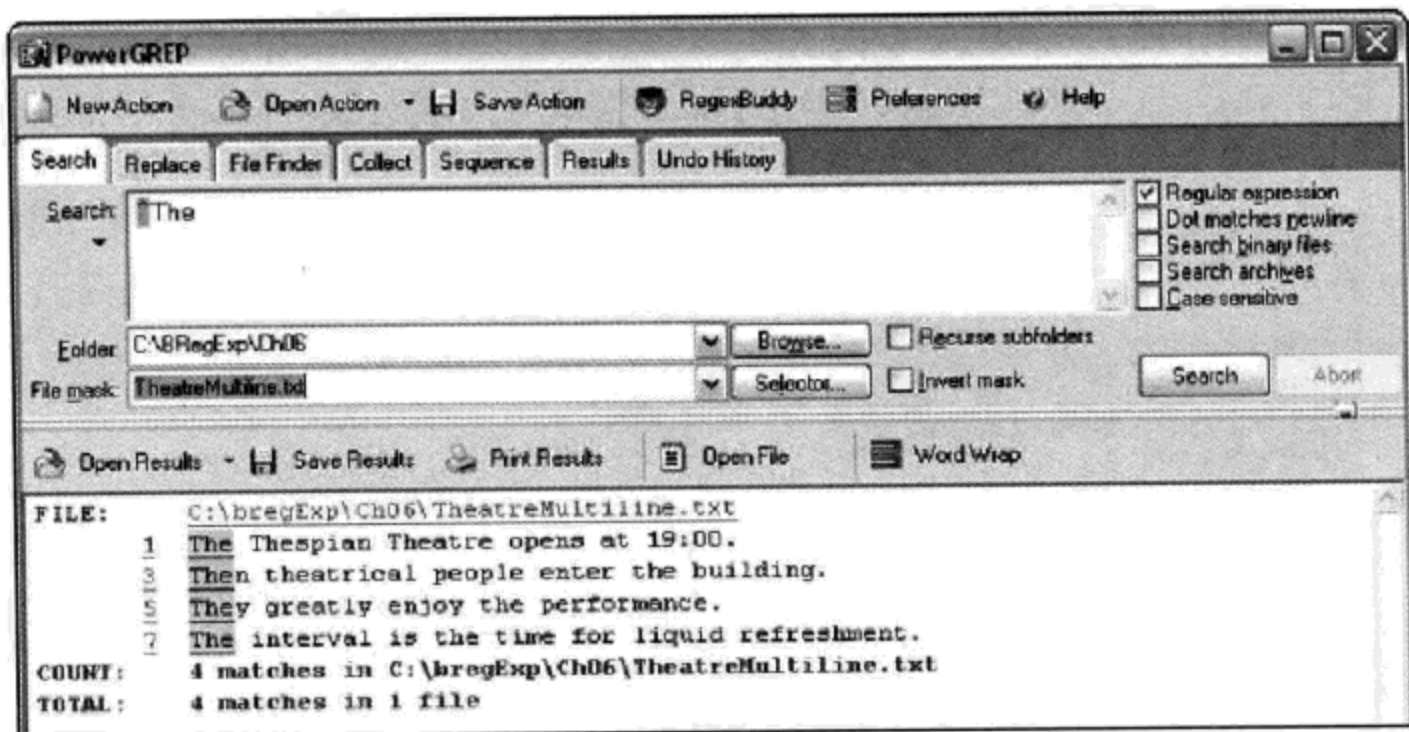 PowerGREP
New Action Open Action Save Action RegexBuddy Preferences Help
Search Replace File Finder Collect Sequence Results Undo History
Search: ^The
Regular expression
Dot matches newline
Search binary files
Search archives
Case sensitive
Folder: C:\BRegExp\Ch06 Browse... Recurse subfolders
File mask: TheatreMultiline.txt Selector... Invert mask Search Abort
Open Results Save Results Print Results Open File Word Wrap
FILE: C:\bregExp\Ch06\TheatreMultiline.txt
1 The Thespian Theatre opens at 19:00.
3 Then theatrical people enter the building.
5 They greatly enjoy the performance.
7 The interval is the time for liquid refreshment.
COUNT: 4 matches in C:\bregExp\Ch06\TheatreMultiline.txt
TOTAL: 4 matches in 1 file